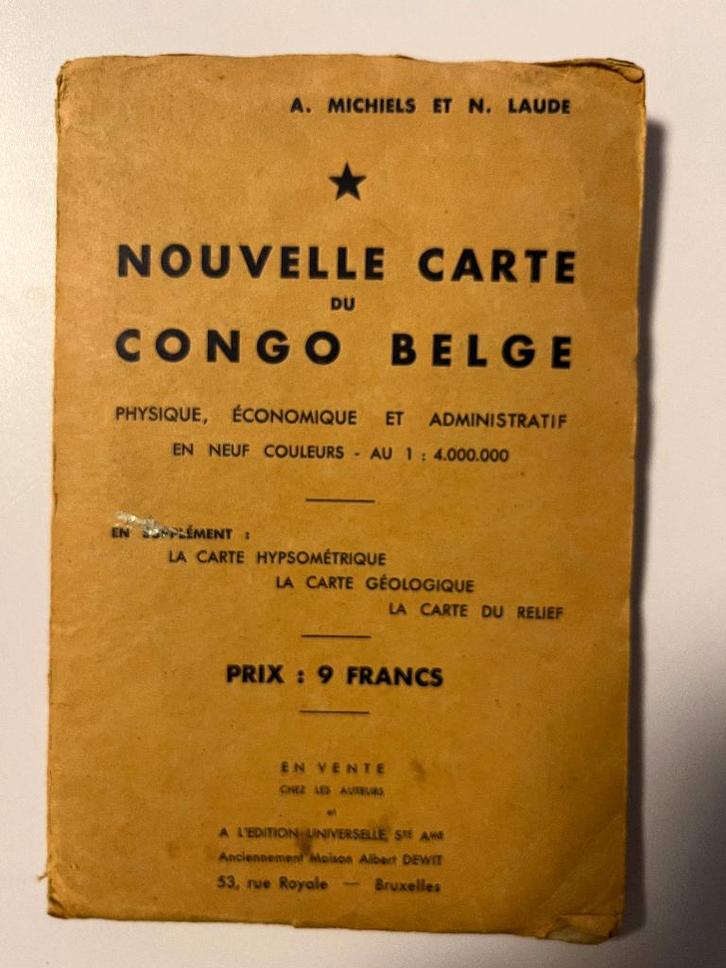 A. MICHIELS ET N. LAUDE
NOUVELLE CARTE
DU
CONGO BELGE
PHYSIQUE, ÉCONOMIQUE ET ADMINISTRATIF
EN NEUF COULEURS - AU 1 : 4.000.000
EN SUPPLÉMENT :
LA CARTE HYPSOMÉTRIQUE
LA CARTE GÉOLOGIQUE
LA CARTE DU RELIEF
PRIX : 9 FRANCS
EN VENTE
CHEZ LES AUTEURS
et
A L'EDITION UNIVERSELLE, STÉ AME
Anciennement Maison Albert DEWIT
53, rue Royale — Bruxelles